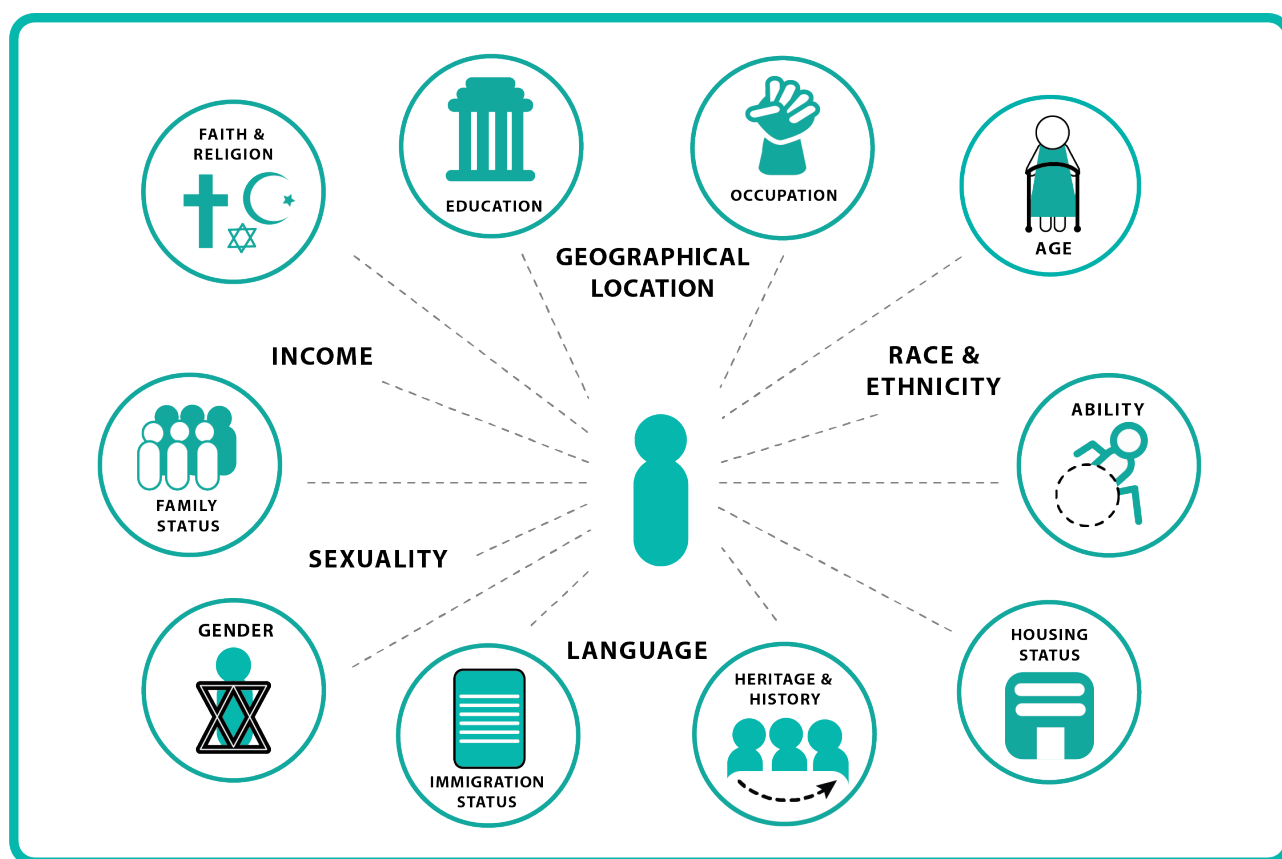 FAITH &
RELIGION
EDUCATION
OCCUPATION
AGE
GEOGRAPHICAL
LOCATION
INCOME
RACE &
ETHNICITY
FAMILY
STATUS
ABILITY
SEXUALITY
GENDER
IMMIGRATION
STATUS
LANGUAGE
HERITAGE &
HISTORY
HOUSING
STATUS